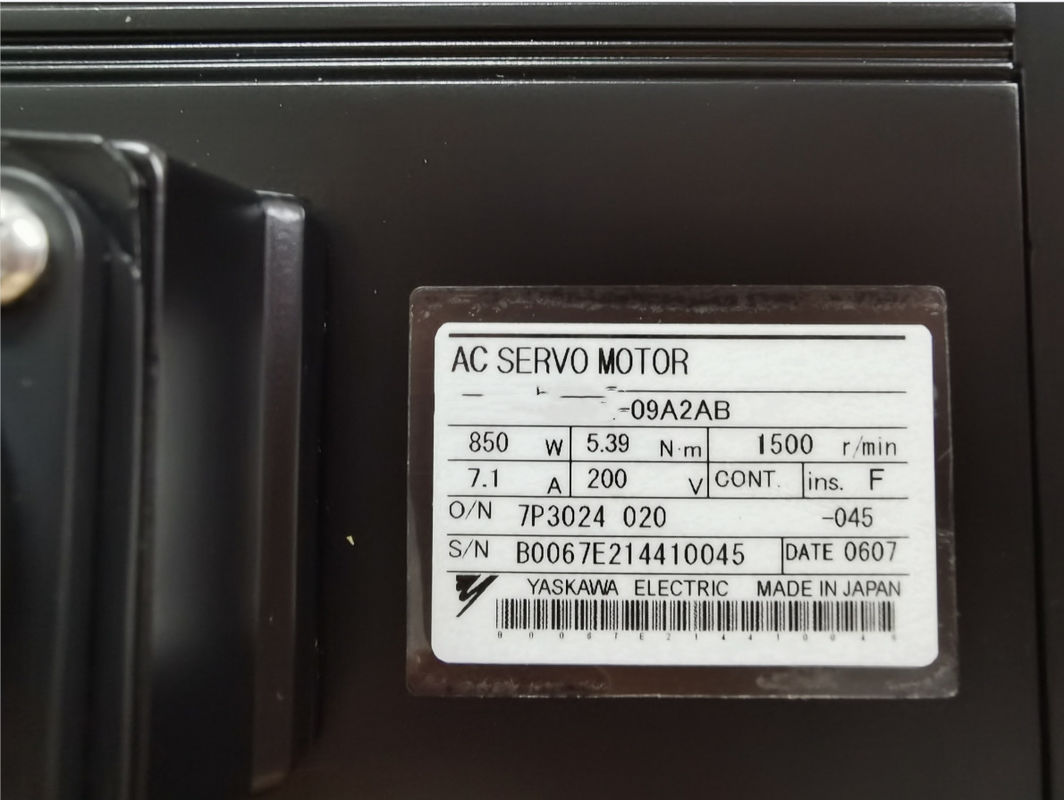 AC SERVO MOTOR
-09A2AB
850 W 5.39 N·m 1500 r/min
7.1 A 200 V CONT. ins. F
O/N 7P3024 020 -045
S/N B0067E214410045 DATE 0607
YASKAWA ELECTRIC MADE IN JAPAN
B0067E214410045